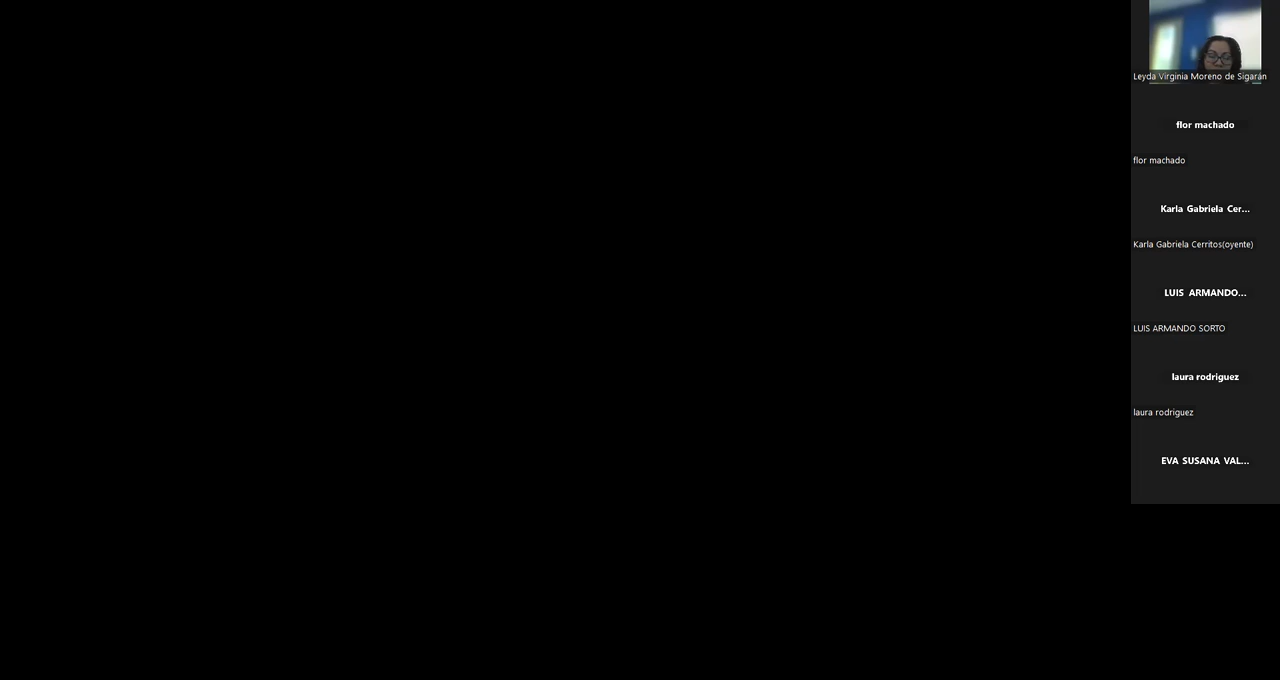 Leyda Virginia Moreno de Sigarán
flor machado
flor machado
Karla Gabriela Cer...
Karla Gabriela Cerritos(oyente)
LUIS ARMANDO...
LUIS ARMANDO SORTO
laura rodriguez
laura rodriguez
EVA SUSANA VAL...